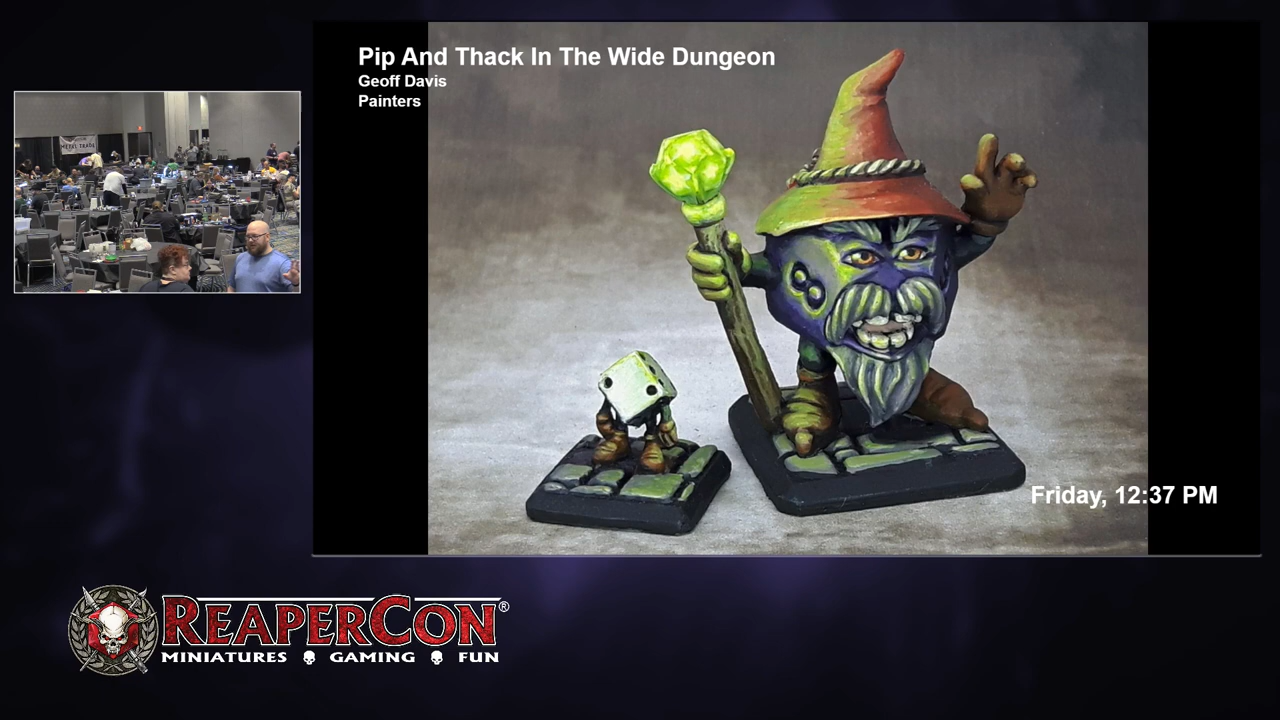 Pip And Thack In The Wide Dungeon
Geoff Davis
Painters
Friday, 12:37 PM
REAPERCON®
MINIATURES GAMING FUN